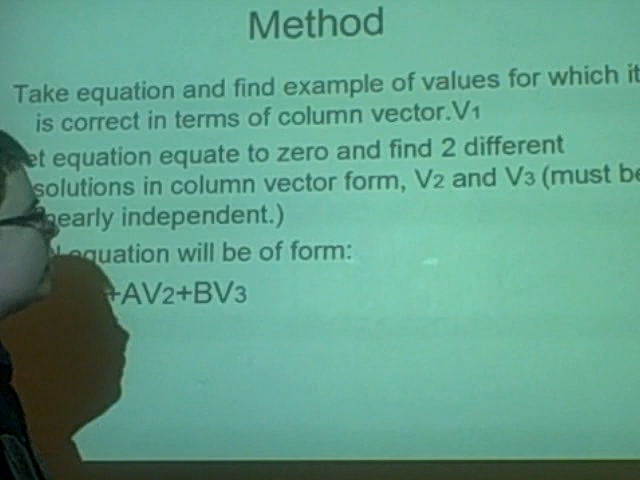 Method
Take equation and find example of values for which it
is correct in terms of column vector.V1
et equation equate to zero and find 2 different
solutions in column vector form, V2 and V3 (must be
nearly independent.)
l equation will be of form:
+AV2+BV3